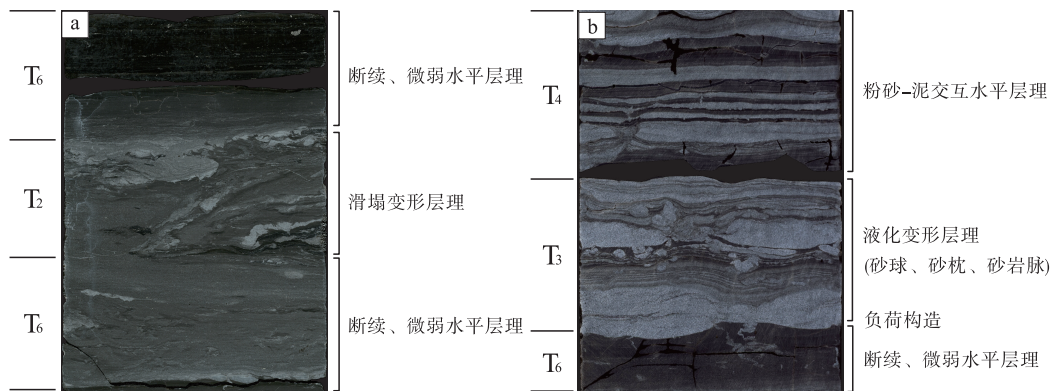 a
T6
T2
T6
断续、微弱水平层理
滑塌变形层理
断续、微弱水平层理
b
T4
T3
T6
粉砂–泥交互水平层理
液化变形层理
(砂球、砂枕、砂岩脉)
负荷构造
断续、微弱水平层理